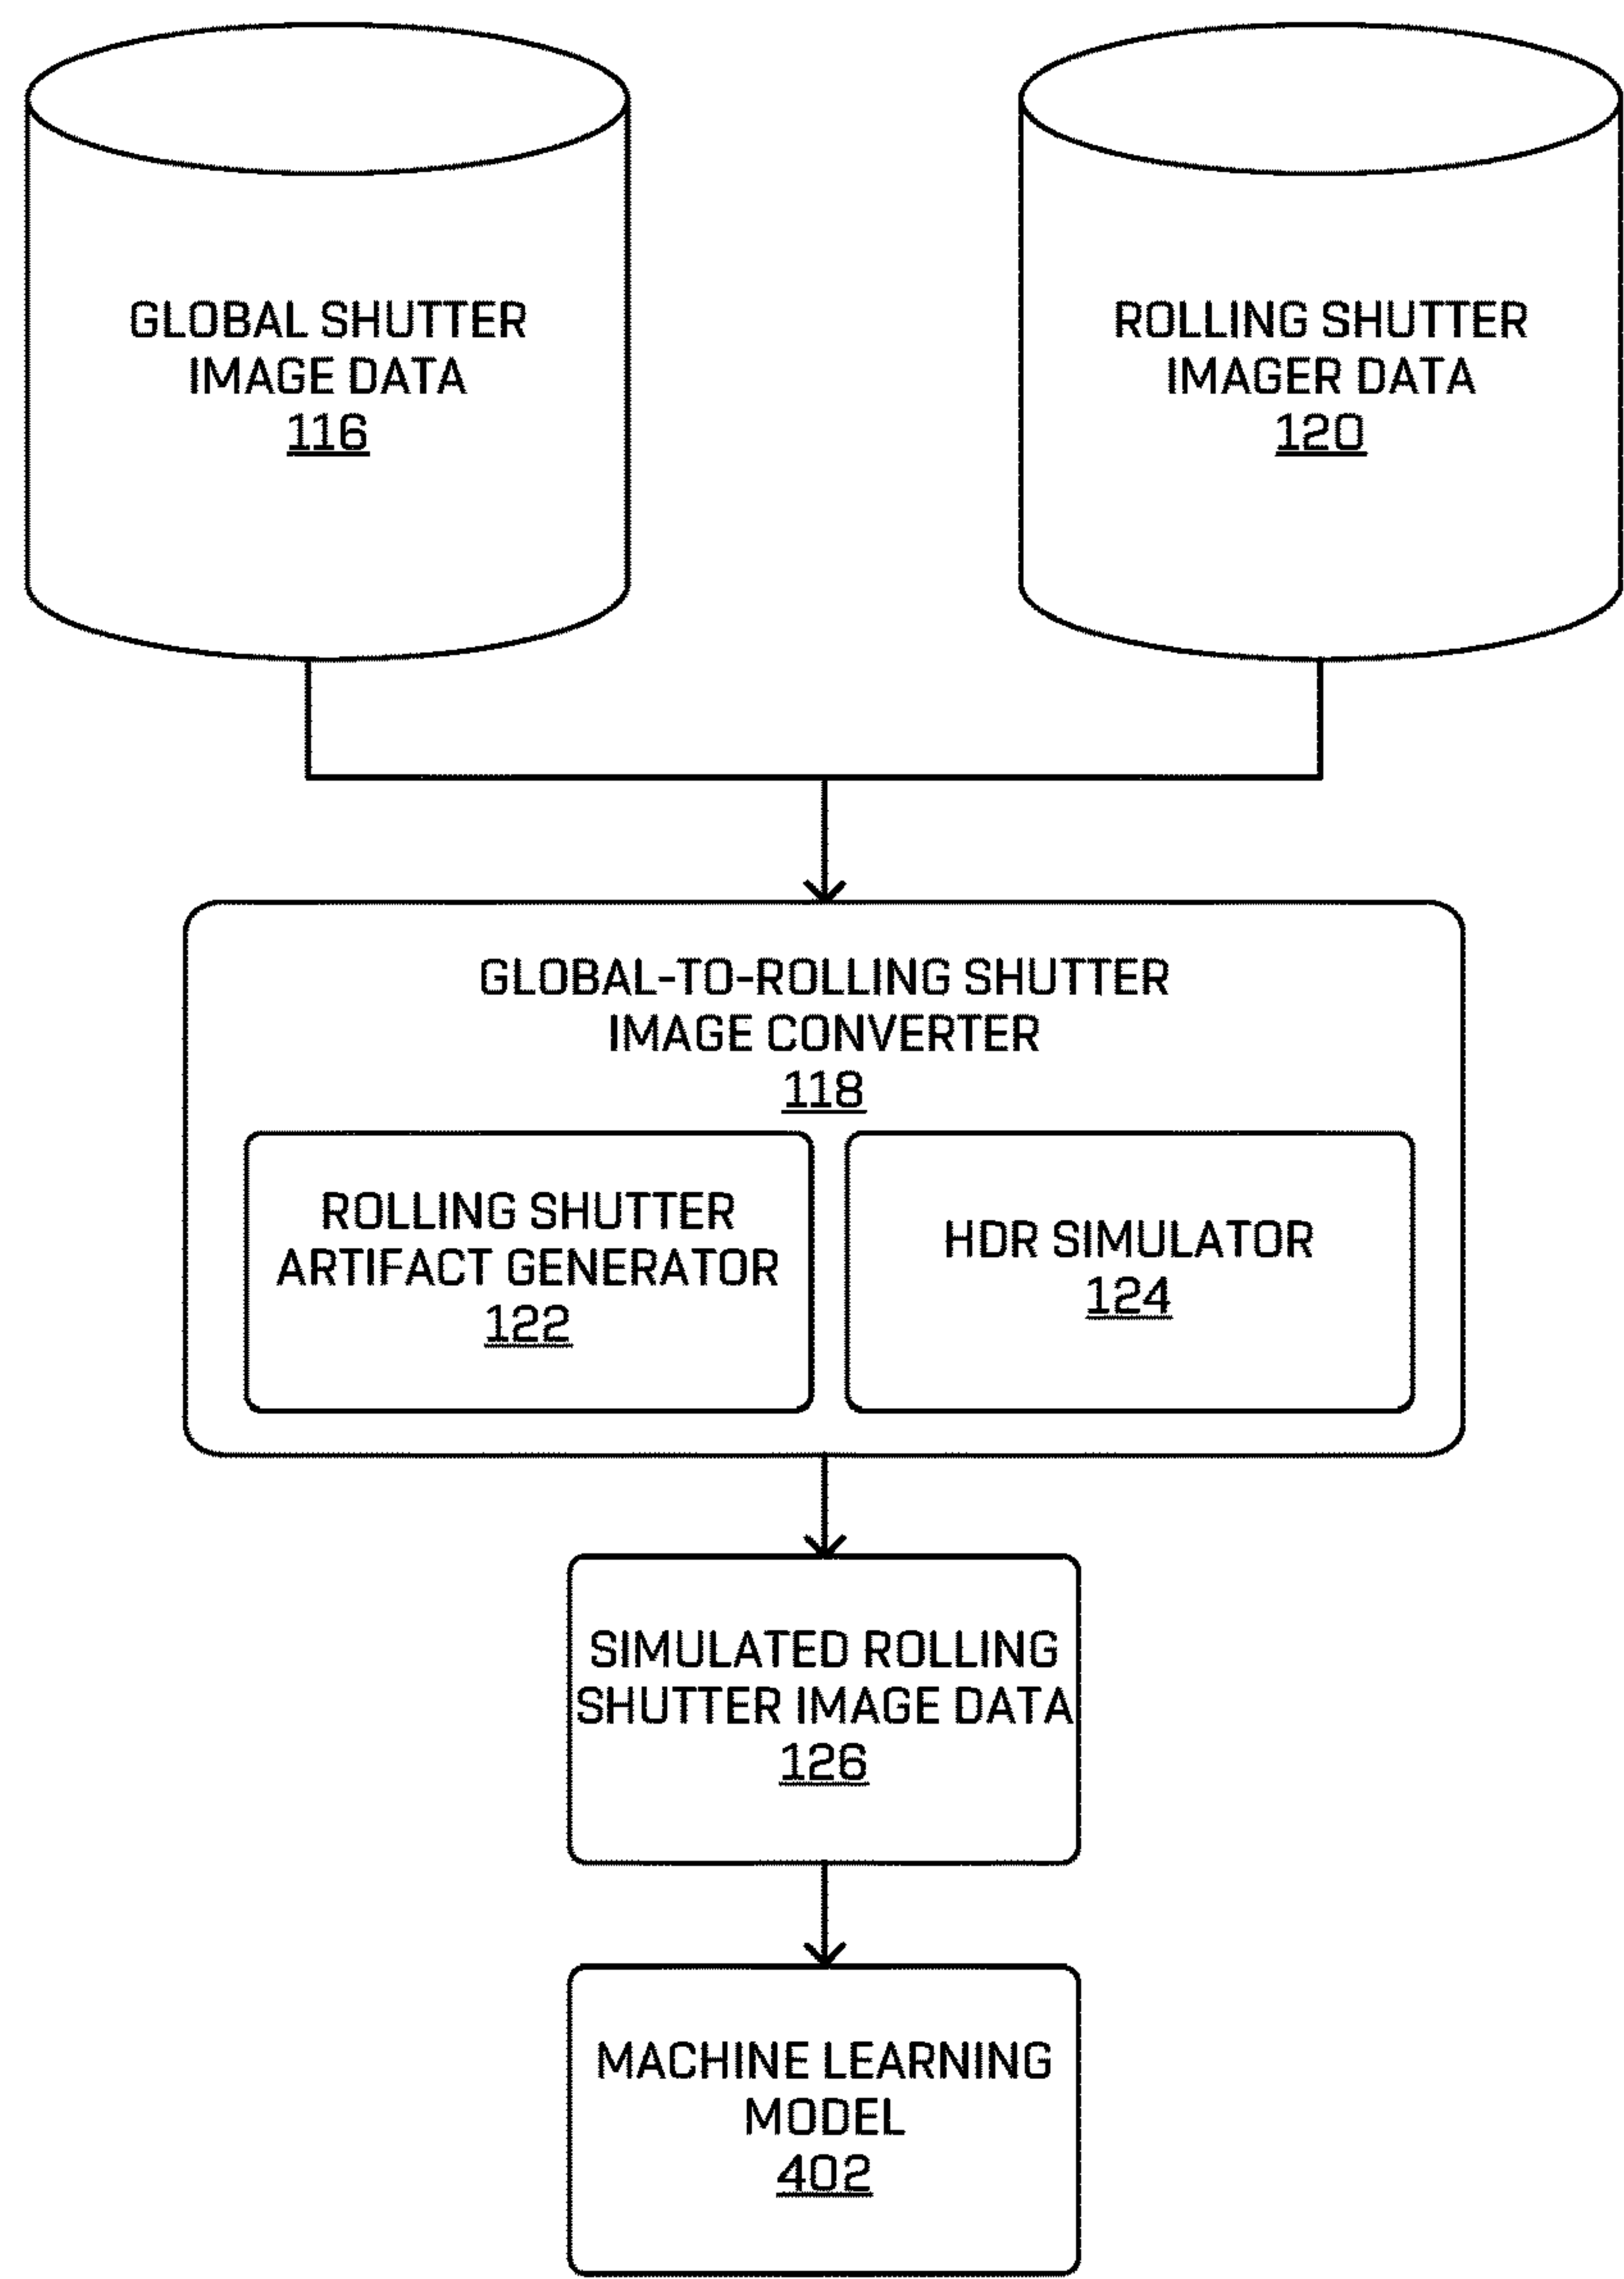 GLOBAL SHUTTER
IMAGE DATA
116
ROLLING SHUTTER
IMAGER DATA
120
GLOBAL-TO-ROLLING SHUTTER
IMAGE CONVERTER
118
ROLLING SHUTTER
ARTIFACT GENERATOR
122
HDR SIMULATOR
124
SIMULATED ROLLING
SHUTTER IMAGE DATA
126
MACHINE LEARNING
MODEL
402